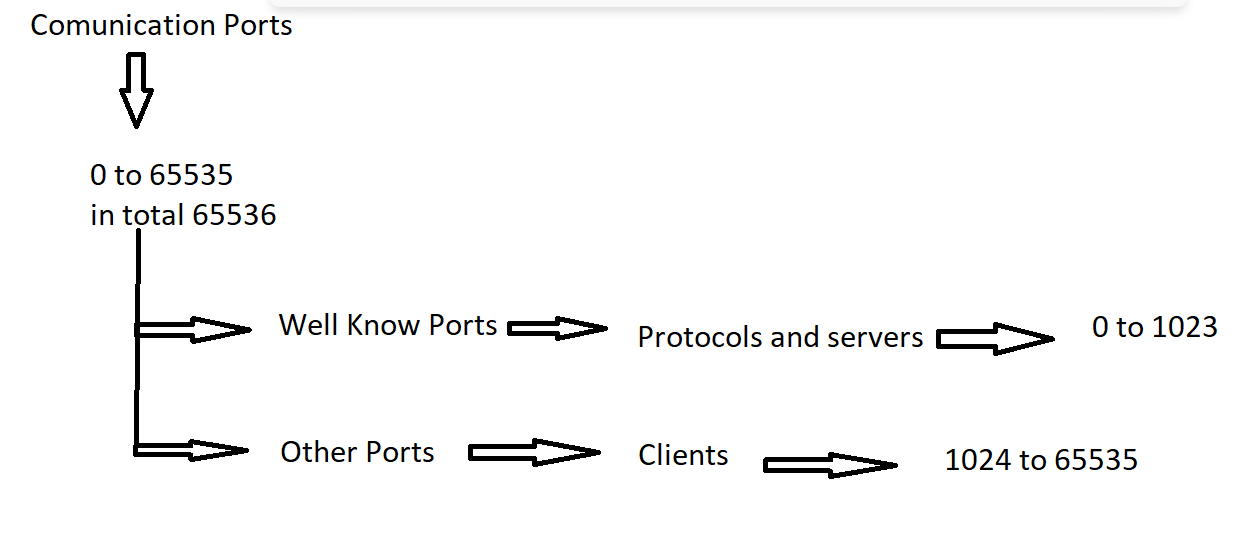 Comunication Ports
0 to 65535
in total 65536
Well Know Ports
Protocols and servers
0 to 1023
Other Ports
Clients
1024 to 65535